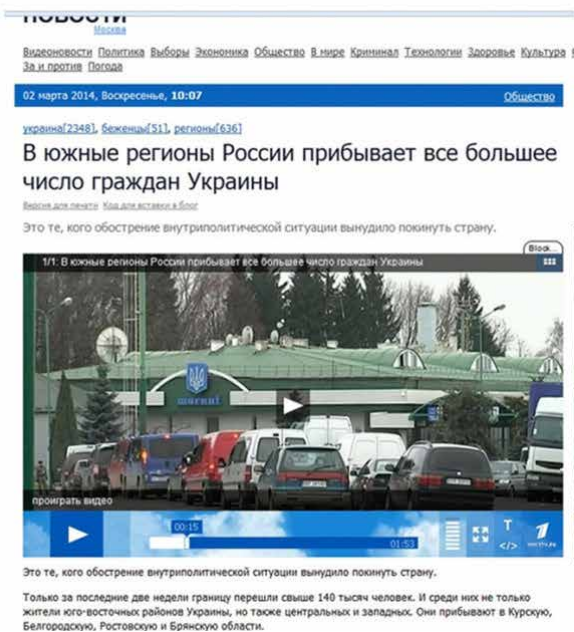 НОВОСТИ
Москва
Видеоновости Политика Выборы Экономика Общество В мире Криминал Технологии Здоровье Культура
За и против Погода
02 марта 2014, Воскресенье, 10:07 Общество
украина[2348], беженцы[51], регионы[636]
В южные регионы России прибывает все большее
число граждан Украины
Версия для печати Код для вставки в блог
Это те, кого обострение внутриполитической ситуации вынудило покинуть страну.
Block...
1/1: В южные регионы России прибывает все большее число граждан Украины
проиграть видео
00:15
01:53
T
</>
Это те, кого обострение внутриполитической ситуации вынудило покинуть страну.
Только за последние две недели границу перешли свыше 140 тысяч человек. И среди них не только
жители юго-восточных районов Украины, но также центральных и западных. Они прибывают в Курскую,
Белгородскую, Ростовскую и Брянскую области.